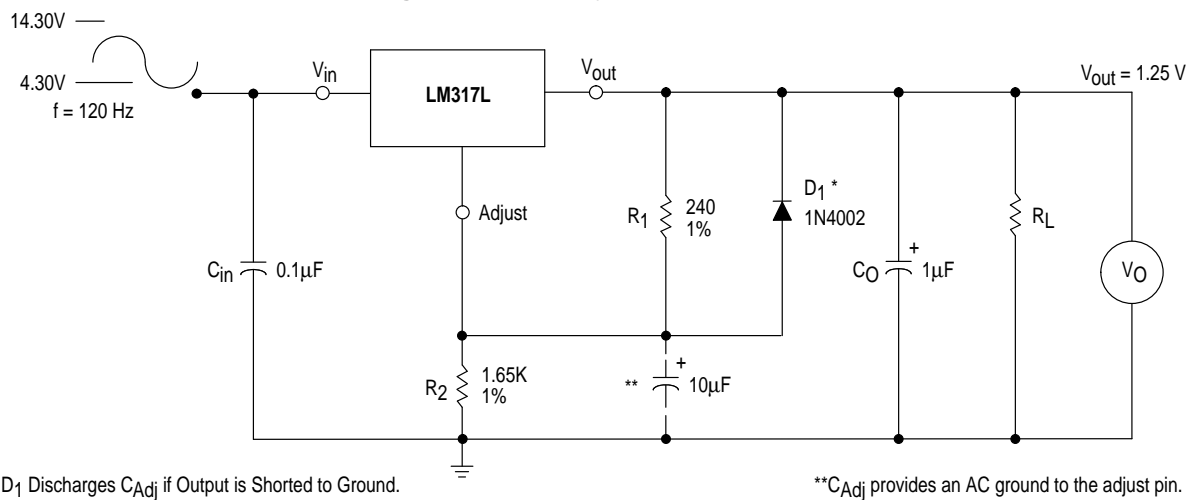 14.30V
4.30V
f = 120 Hz
Vin
LM317L
Vout
Vout = 1.25 V
Adjust
R1
240
1%
D1 *
1N4002
Cin
0.1μF
CO
+
1μF
RL
VO
R2
1.65K
1%
**
+
10μF
D1 Discharges CAdj if Output is Shorted to Ground.
**CAdj provides an AC ground to the adjust pin.